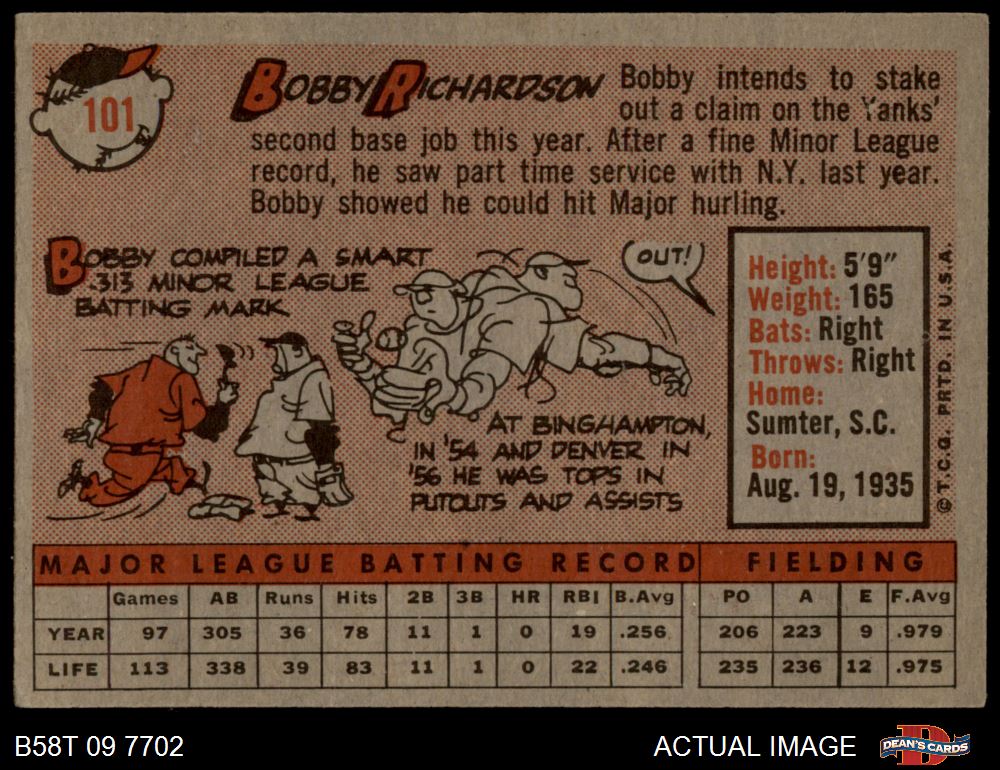 101
BOBBY RICHARDSON
Bobby intends to stake
out a claim on the Yanks'
second base job this year. After a fine Minor League
record, he saw part time service with N.Y. last year.
Bobby showed he could hit Major hurling.
BOBBY COMPILED A SMART
.313 MINOR LEAGUE
BATTING MARK
OUT!
AT BINGHAMPTON,
IN '54 AND DENVER IN
'56 HE WAS TOPS IN
PUTOUTS AND ASSISTS
Height: 5'9"
Weight: 165
Bats: Right
Throws: Right
Home:
Sumter, S.C.
Born:
Aug. 19, 1935
© T.C.G. PRTD. IN U.S.A.
MAJOR LEAGUE BATTING RECORD FIELDING
Games AB Runs Hits 2B 3B HR RBI B.Avg PO A E F.Avg
YEAR 97 305 36 78 11 1 0 19 .256 206 223 9 .979
LIFE 113 338 39 83 11 1 0 22 .246 235 236 12 .975
B58T 09 7702
ACTUAL IMAGE
D
DEAN'S CARDS